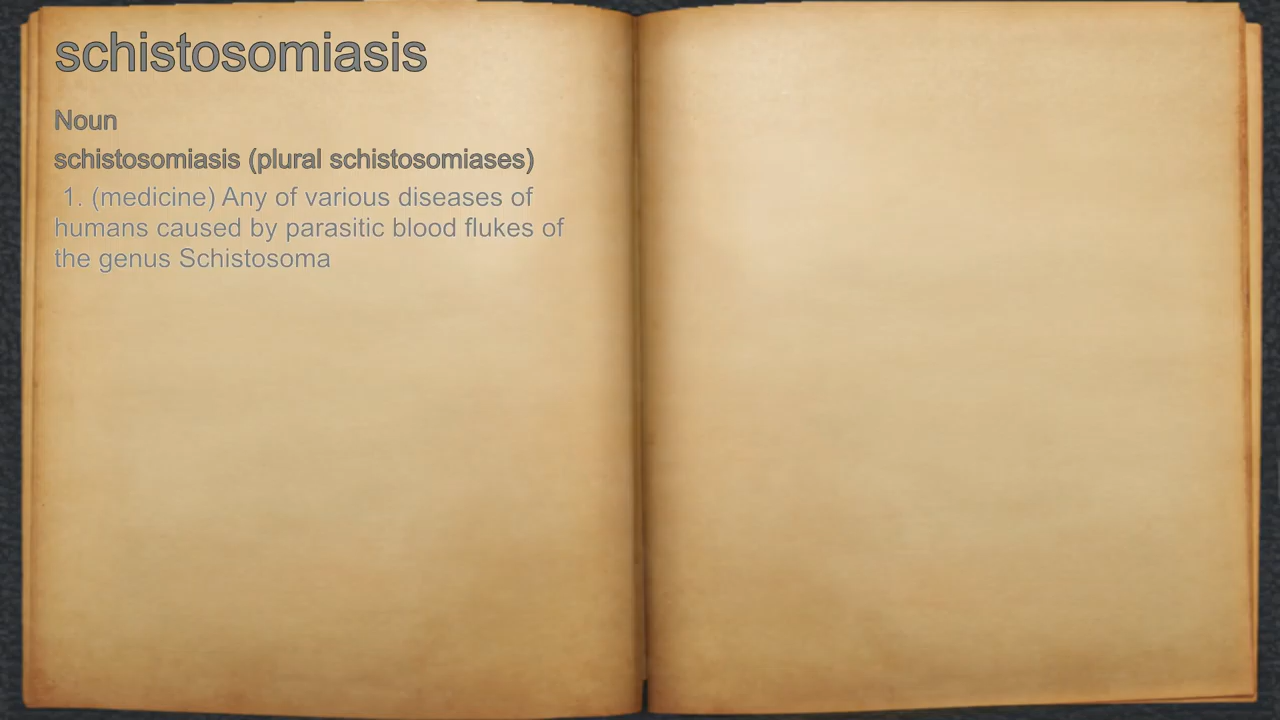 schistosomiasis
Noun
schistosomiasis (plural schistosomiases)
1. (medicine) Any of various diseases of
humans caused by parasitic blood flukes of
the genus Schistosoma